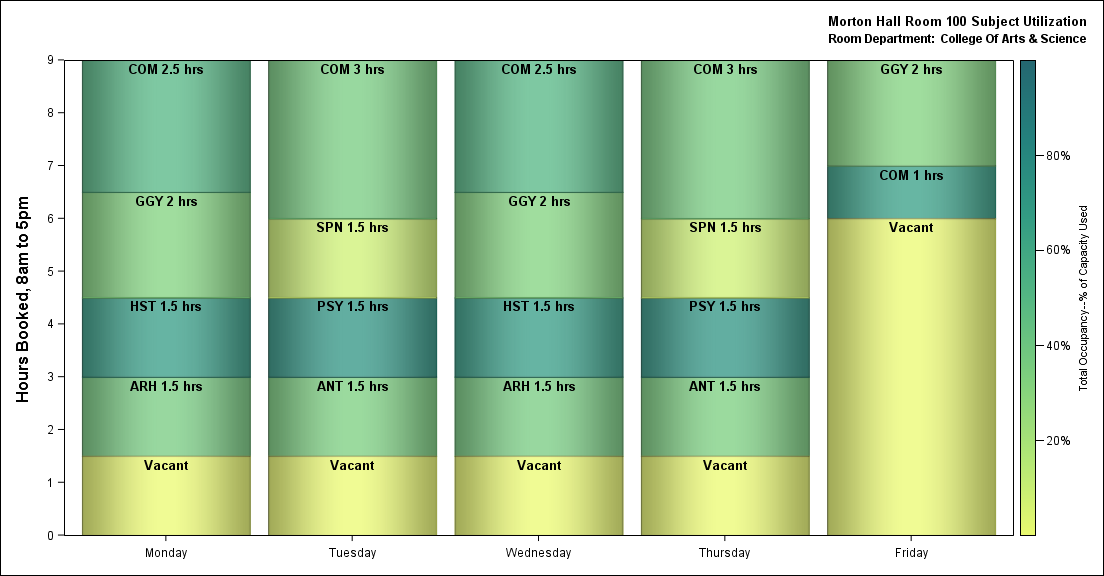 Morton Hall Room 100 Subject Utilization
Room Department: College Of Arts & Science
Hours Booked, 8am to 5pm
9
8
7
6
5
4
3
2
1
0
COM 2.5 hrs
GGY 2 hrs
HST 1.5 hrs
ARH 1.5 hrs
Vacant
Monday
COM 3 hrs
SPN 1.5 hrs
PSY 1.5 hrs
ANT 1.5 hrs
Vacant
Tuesday
COM 2.5 hrs
GGY 2 hrs
HST 1.5 hrs
ARH 1.5 hrs
Vacant
Wednesday
COM 3 hrs
SPN 1.5 hrs
PSY 1.5 hrs
ANT 1.5 hrs
Vacant
Thursday
GGY 2 hrs
COM 1 hrs
Vacant
Friday
80%
60%
40%
20%
Total Occupancy--% of Capacity Used